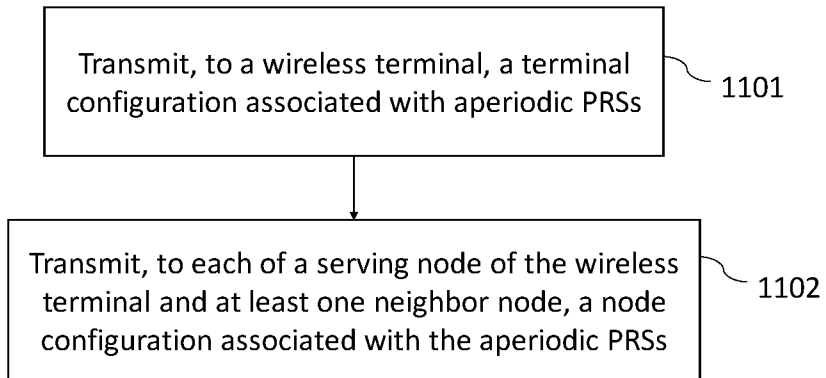 Transmit, to a wireless terminal, a terminal
configuration associated with aperiodic PRSs
1101
Transmit, to each of a serving node of the wireless
terminal and at least one neighbor node, a node
configuration associated with the aperiodic PRSs
1102